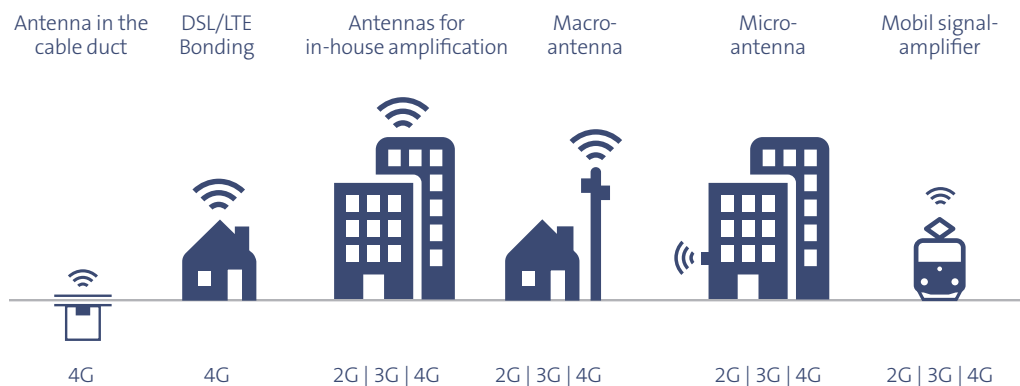 Antenna in the
cable duct
DSL/LTE
Bonding
Antennas for
in-house amplification
Macro-
antenna
Micro-
antenna
Mobil signal-
amplifier
4G
4G
2G | 3G | 4G
2G | 3G | 4G
2G | 3G | 4G
2G | 3G | 4G